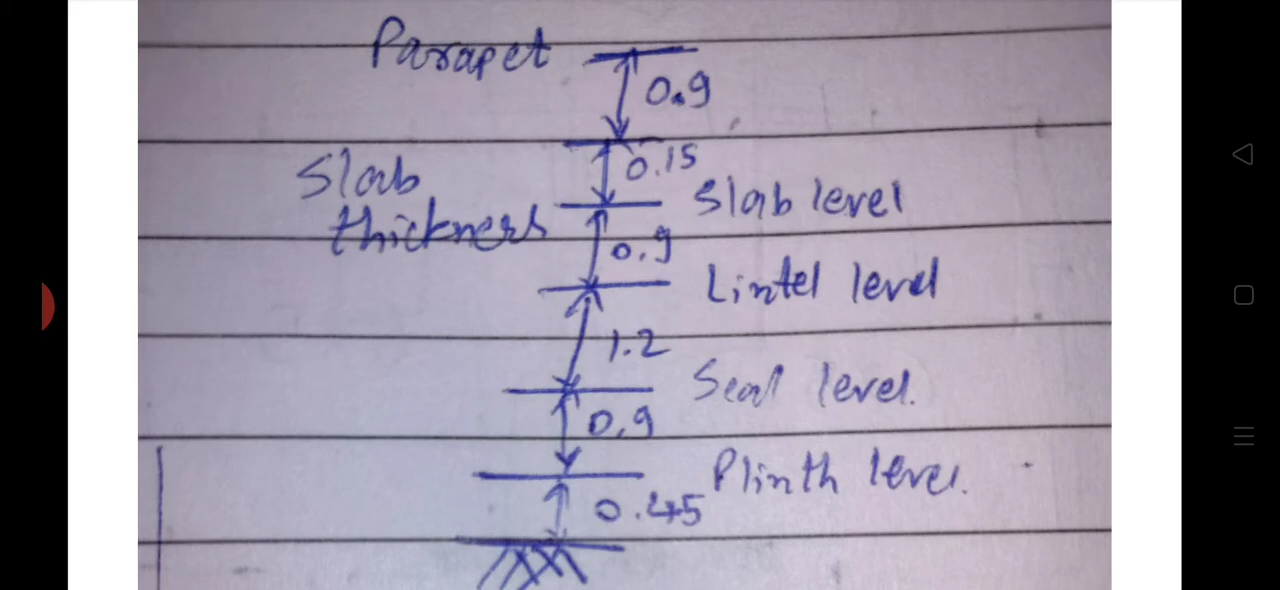 Parapet
0.9
0.15
Slab
thickness
Slab level
0.9
Lintel level
1.2
Seal level.
0.9
Plinth level.
0.45